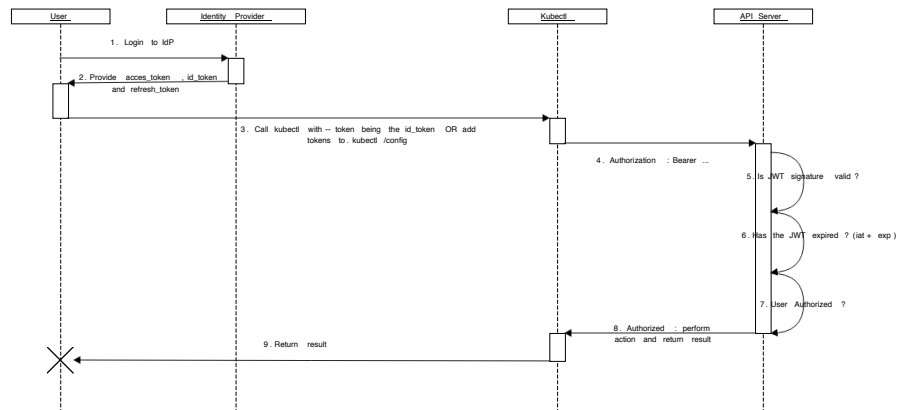 User
Identity Provider
Kubectl
API Server
1. Login to IdP
2. Provide acces_token , id_token
and refresh_token
3. Call kubectl with -- token being the id_token OR add
tokens to . kubectl /config
4. Authorization : Bearer ...
5. Is JWT signature valid ?
6. Has the JWT expired ? (iat + exp )
7. User Authorized ?
8. Authorized : perform
action and return result
9. Return result